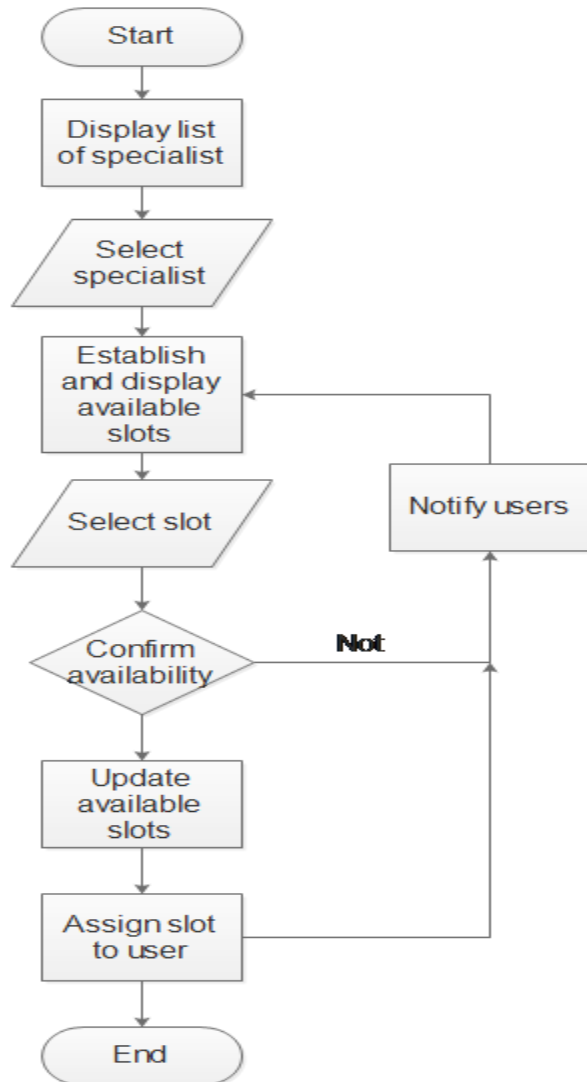 Start
Display list
of specialist
Select
specialist
Establish
and display
available
slots
Select slot
Notify users
Confirm
availability
Not
Update
available
slots
Assign slot
to user
End